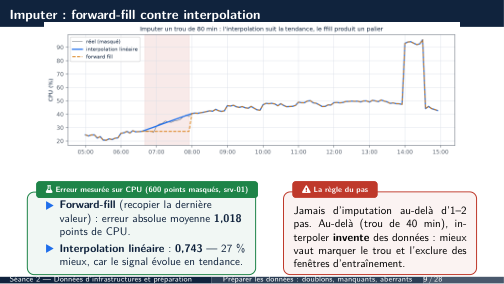 Imputer : forward-fill contre interpolation
Imputer un trou de 80 min : l'interpolation suit la tendance, le ffill produit un palier
réel (masqué)
interpolation linéaire
forward fill
CPU (%)
90
80
70
60
50
40
30
20
05:00 06:00 07:00 08:00 09:00 10:00 11:00 12:00 13:00 14:00 15:00
Erreur mesurée sur CPU (600 points masqués, srv-01)
Forward-fill (recopier la dernière
valeur) : erreur absolue moyenne 1,018
points de CPU.
Interpolation linéaire : 0,743 — 27 %
mieux, car le signal évolue en tendance.
La règle du pas
Jamais d'imputation au-delà d'1–2
pas. Au-delà (trou de 40 min), in-
terpoler invente des données : mieux
vaut marquer le trou et l'exclure des
fenêtres d'entraînement.
Séance 2 — Données d'infrastructures et préparation
Préparer les données : doublons, manquants, aberrants
9 / 28